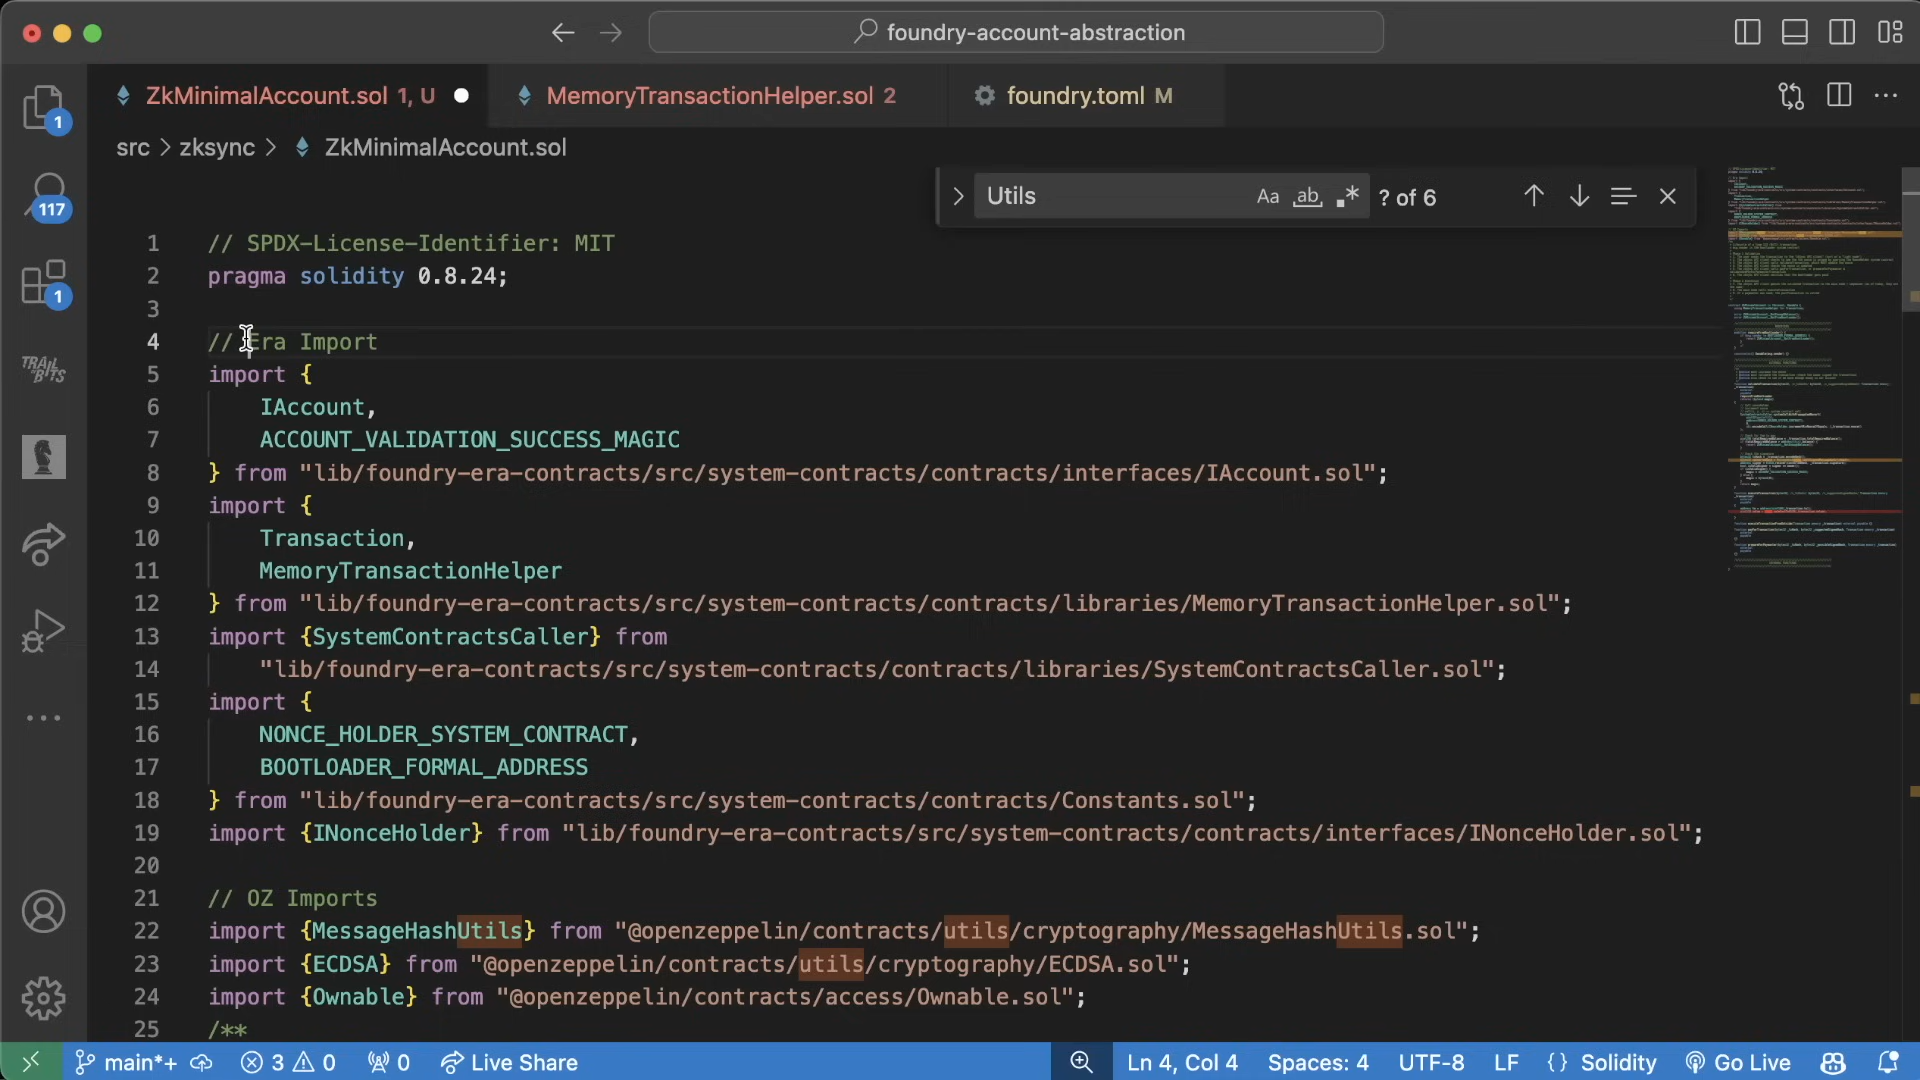 foundry-account-abstraction
ZkMinimalAccount.sol 1, U
MemoryTransactionHelper.sol 2
foundry.toml M
src > zksync > ZkMinimalAccount.sol
Utils
Aa ab .* ? of 6
1
117
1
TRAIL OF BITS
1 // SPDX-License-Identifier: MIT
2 pragma solidity 0.8.24;
3
4 // Era Import
5 import {
6 IAccount,
7 ACCOUNT_VALIDATION_SUCCESS_MAGIC
8 } from "lib/foundry-era-contracts/src/system-contracts/contracts/interfaces/IAccount.sol";
9 import {
10 Transaction,
11 MemoryTransactionHelper
12 } from "lib/foundry-era-contracts/src/system-contracts/contracts/libraries/MemoryTransactionHelper.sol";
13 import {SystemContractsCaller} from
14 "lib/foundry-era-contracts/src/system-contracts/contracts/libraries/SystemContractsCaller.sol";
15 import {
16 NONCE_HOLDER_SYSTEM_CONTRACT,
17 BOOTLOADER_FORMAL_ADDRESS
18 } from "lib/foundry-era-contracts/src/system-contracts/contracts/Constants.sol";
19 import {INonceHolder} from "lib/foundry-era-contracts/src/system-contracts/contracts/interfaces/INonceHolder.sol";
20
21 // OZ Imports
22 import {MessageHashUtils} from "@openzeppelin/contracts/utils/cryptography/MessageHashUtils.sol";
23 import {ECDSA} from "@openzeppelin/contracts/utils/cryptography/ECDSA.sol";
24 import {Ownable} from "@openzeppelin/contracts/access/Ownable.sol";
25 /**
main*+ 3 0 0 Live Share Ln 4, Col 4 Spaces: 4 UTF-8 LF {} Solidity Go Live